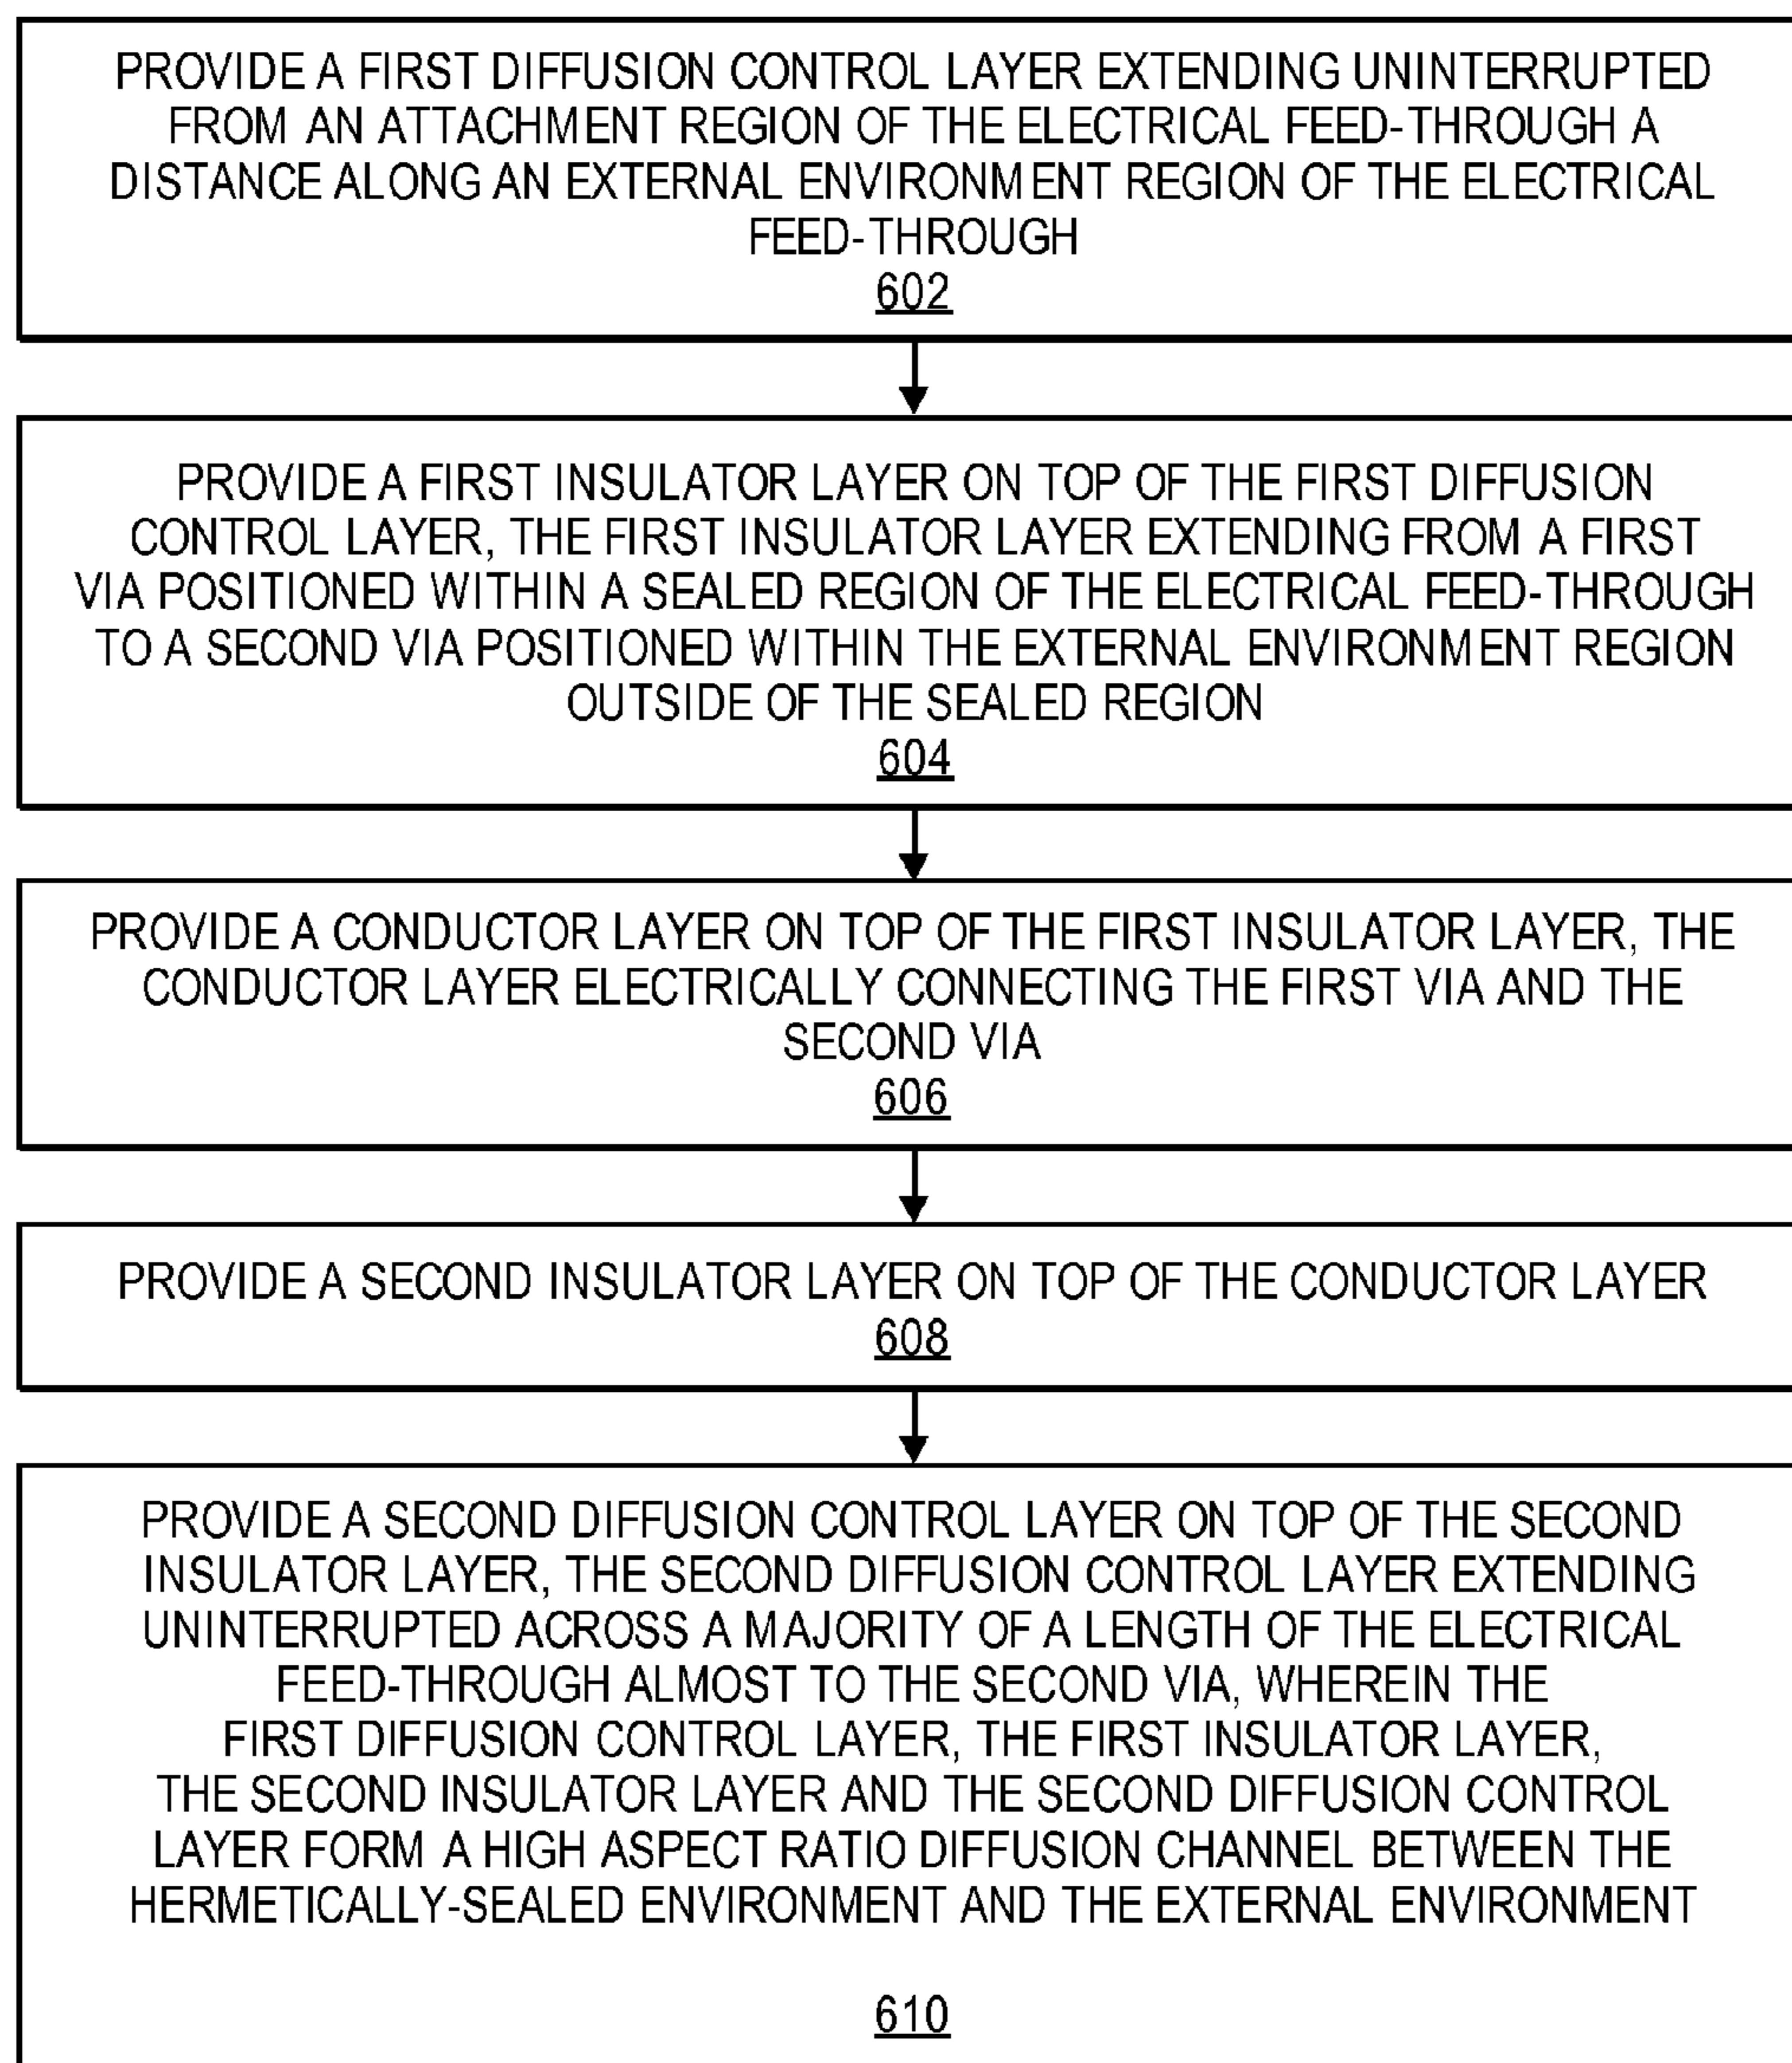 PROVIDE A FIRST DIFFUSION CONTROL LAYER EXTENDING UNINTERRUPTED
FROM AN ATTACHMENT REGION OF THE ELECTRICAL FEED-THROUGH A
DISTANCE ALONG AN EXTERNAL ENVIRONMENT REGION OF THE ELECTRICAL
FEED-THROUGH
602
PROVIDE A FIRST INSULATOR LAYER ON TOP OF THE FIRST DIFFUSION
CONTROL LAYER, THE FIRST INSULATOR LAYER EXTENDING FROM A FIRST
VIA POSITIONED WITHIN A SEALED REGION OF THE ELECTRICAL FEED-THROUGH
TO A SECOND VIA POSITIONED WITHIN THE EXTERNAL ENVIRONMENT REGION
OUTSIDE OF THE SEALED REGION
604
PROVIDE A CONDUCTOR LAYER ON TOP OF THE FIRST INSULATOR LAYER, THE
CONDUCTOR LAYER ELECTRICALLY CONNECTING THE FIRST VIA AND THE
SECOND VIA
606
PROVIDE A SECOND INSULATOR LAYER ON TOP OF THE CONDUCTOR LAYER
608
PROVIDE A SECOND DIFFUSION CONTROL LAYER ON TOP OF THE SECOND
INSULATOR LAYER, THE SECOND DIFFUSION CONTROL LAYER EXTENDING
UNINTERRUPTED ACROSS A MAJORITY OF A LENGTH OF THE ELECTRICAL
FEED-THROUGH ALMOST TO THE SECOND VIA, WHEREIN THE
FIRST DIFFUSION CONTROL LAYER, THE FIRST INSULATOR LAYER,
THE SECOND INSULATOR LAYER AND THE SECOND DIFFUSION CONTROL
LAYER FORM A HIGH ASPECT RATIO DIFFUSION CHANNEL BETWEEN THE
HERMETICALLY-SEALED ENVIRONMENT AND THE EXTERNAL ENVIRONMENT
610